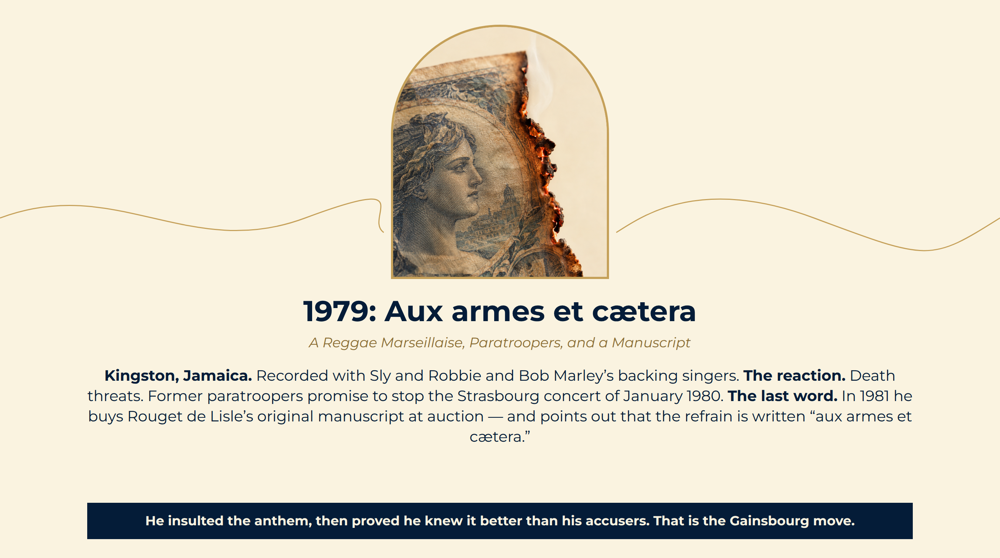 1979: Aux armes et cætera
A Reggae Marseillaise, Paratroopers, and a Manuscript
Kingston, Jamaica. Recorded with Sly and Robbie and Bob Marley’s backing singers. The reaction. Death
threats. Former paratroopers promise to stop the Strasbourg concert of January 1980. The last word. In 1981 he
buys Rouget de Lisle’s original manuscript at auction — and points out that the refrain is written “aux armes et
cætera.”
He insulted the anthem, then proved he knew it better than his accusers. That is the Gainsbourg move.